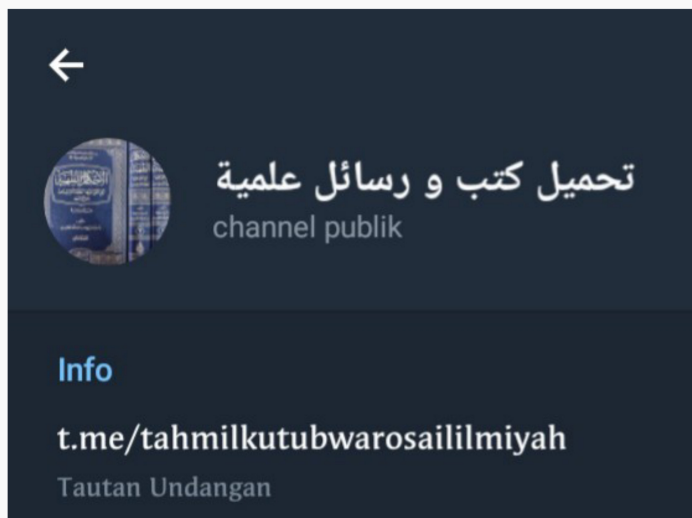 تحميل كتب و رسائل علمية
channel publik
Info
t.me/tahmilkutubwarosaililmiyah
Tautan Undangan